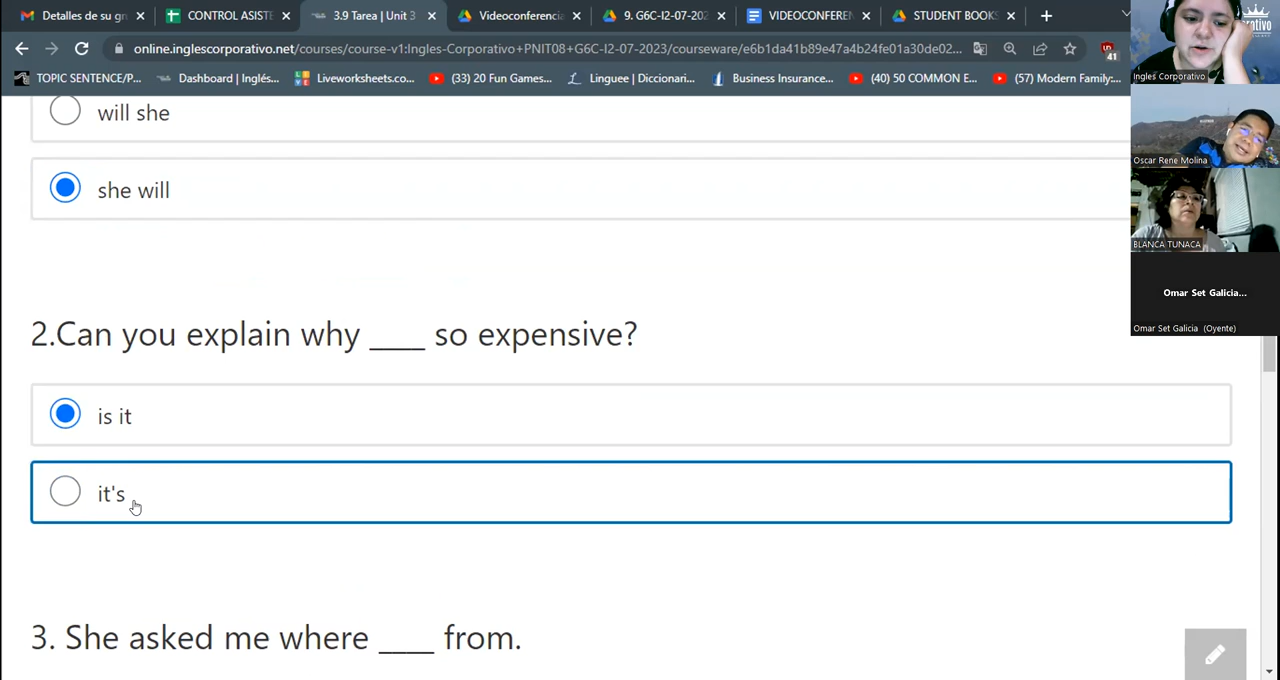 Detalles de su gr
CONTROL ASISTE
3.9 Tarea | Unit 3
Videoconferencia
9. G6C-I2-07-202
VIDEOCONFEREN
STUDENT BOOKS
online.inglescorporativo.net/courses/course-v1:Ingles-Corporativo+PNIT08+G6C-I2-07-2023/courseware/e6b1da41b89e47a4b24fe01a30de02...
41
TOPIC SENTENCE/P...
Dashboard | Inglés...
Liveworksheets.co...
(33) 20 Fun Games...
Linguee | Diccionari...
Business Insurance...
(40) 50 COMMON E...
(57) Modern Family:...
Ingles Corporativo
Oscar Rene Molina
BLANCA TUNACA
Omar Set Galicia...
Omar Set Galicia (Oyente)
will she
she will
2.Can you explain why ____ so expensive?
is it
it's
3. She asked me where ____ from.